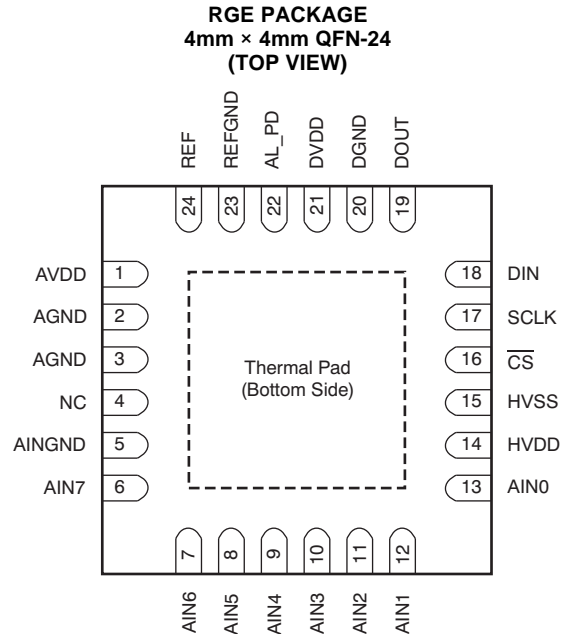 RGE PACKAGE
4mm × 4mm QFN-24
(TOP VIEW)
REF
REFGND
AL_PD
DVDD
DGND
DOUT
24
23
22
21
20
19
AVDD 1
18 DIN
AGND 2
17 SCLK
AGND 3
16 CS
NC 4
15 HVSS
AINGND 5
14 HVDD
AIN7 6
13 AIN0
Thermal Pad
(Bottom Side)
7
8
9
10
11
12
AIN6
AIN5
AIN4
AIN3
AIN2
AIN1